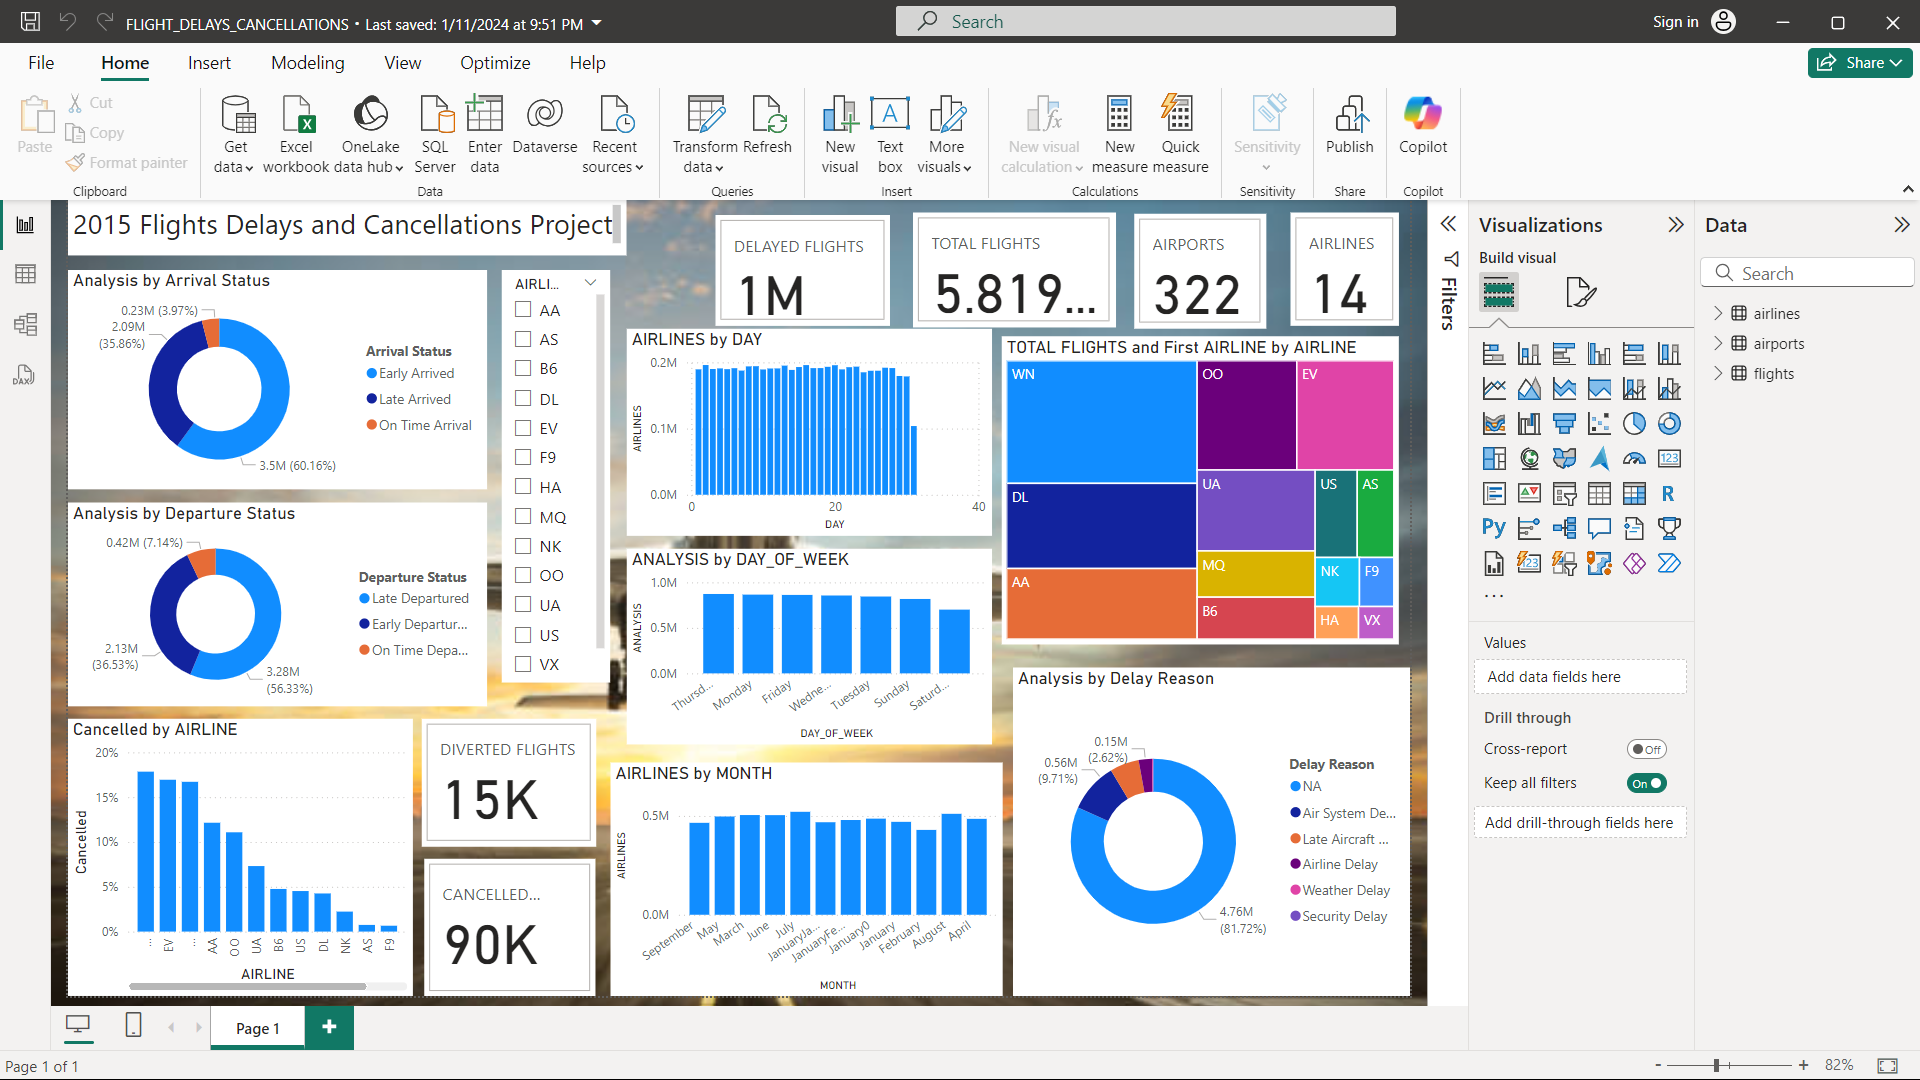 FLIGHT_DELAYS_CANCELLATIONS • Last saved: 1/11/2024 at 9:51 PM
Search
Sign in
File
Home
Insert
Modeling
View
Optimize
Help
Share
Paste
Cut
Copy
Format painter
Clipboard
Get data
Excel workbook
OneLake data hub
SQL Server
Enter data
Dataverse
Recent sources
Data
Transform data
Refresh
Queries
New visual
Text box
More visuals
Insert
New visual calculation
New measure
Quick measure
Calculations
Sensitivity
Sensitivity
Publish
Share
Copilot
Copilot
2015 Flights Delays and Cancellations Project
DELAYED FLIGHTS
1M
TOTAL FLIGHTS
5.819...
AIRPORTS
322
AIRLINES
14
Analysis by Arrival Status
0.23M (3.97%)
2.09M
(35.86%)
3.5M (60.16%)
Arrival Status
Early Arrived
Late Arrived
On Time Arrival
AIRLI...
AA
AS
B6
DL
EV
F9
HA
MQ
NK
OO
UA
US
VX
AIRLINES by DAY
AIRLINES
0.2M
0.1M
0.0M
0
20
40
DAY
TOTAL FLIGHTS and First AIRLINE by AIRLINE
WN
OO
EV
DL
UA
US
AS
AA
MQ
NK
F9
B6
HA
VX
Analysis by Departure Status
0.42M (7.14%)
2.13M
(36.53%)
3.28M
(56.33%)
Departure Status
Late Departured
Early Departur...
On Time Depa...
ANALYSIS by DAY_OF_WEEK
ANALYSIS
1.0M
0.5M
0.0M
Thursd...
Monday
Friday
Wedne...
Tuesday
Sunday
Saturd...
DAY_OF_WEEK
Cancelled by AIRLINE
Cancelled
20%
15%
10%
5%
0%
...
EV
...
AA
OO
UA
B6
US
DL
NK
AS
F9
AIRLINE
DIVERTED FLIGHTS
15K
CANCELLED...
90K
AIRLINES by MONTH
AIRLINES
0.5M
0.0M
September
May
March
June
July
JanuaryJa...
JanuaryFe...
January0
January
February
August
April
MONTH
Analysis by Delay Reason
0.15M
(2.62%)
0.56M
(9.71%)
4.76M
(81.72%)
Delay Reason
NA
Air System De...
Late Aircraft ...
Airline Delay
Weather Delay
Security Delay
Filters
Visualizations
Build visual
123
R
Py
123
...
Values
Add data fields here
Drill through
Cross-report
Off
Keep all filters
On
Add drill-through fields here
Data
Search
airlines
airports
flights
DAX
Page 1
Page 1 of 1
- + 82%